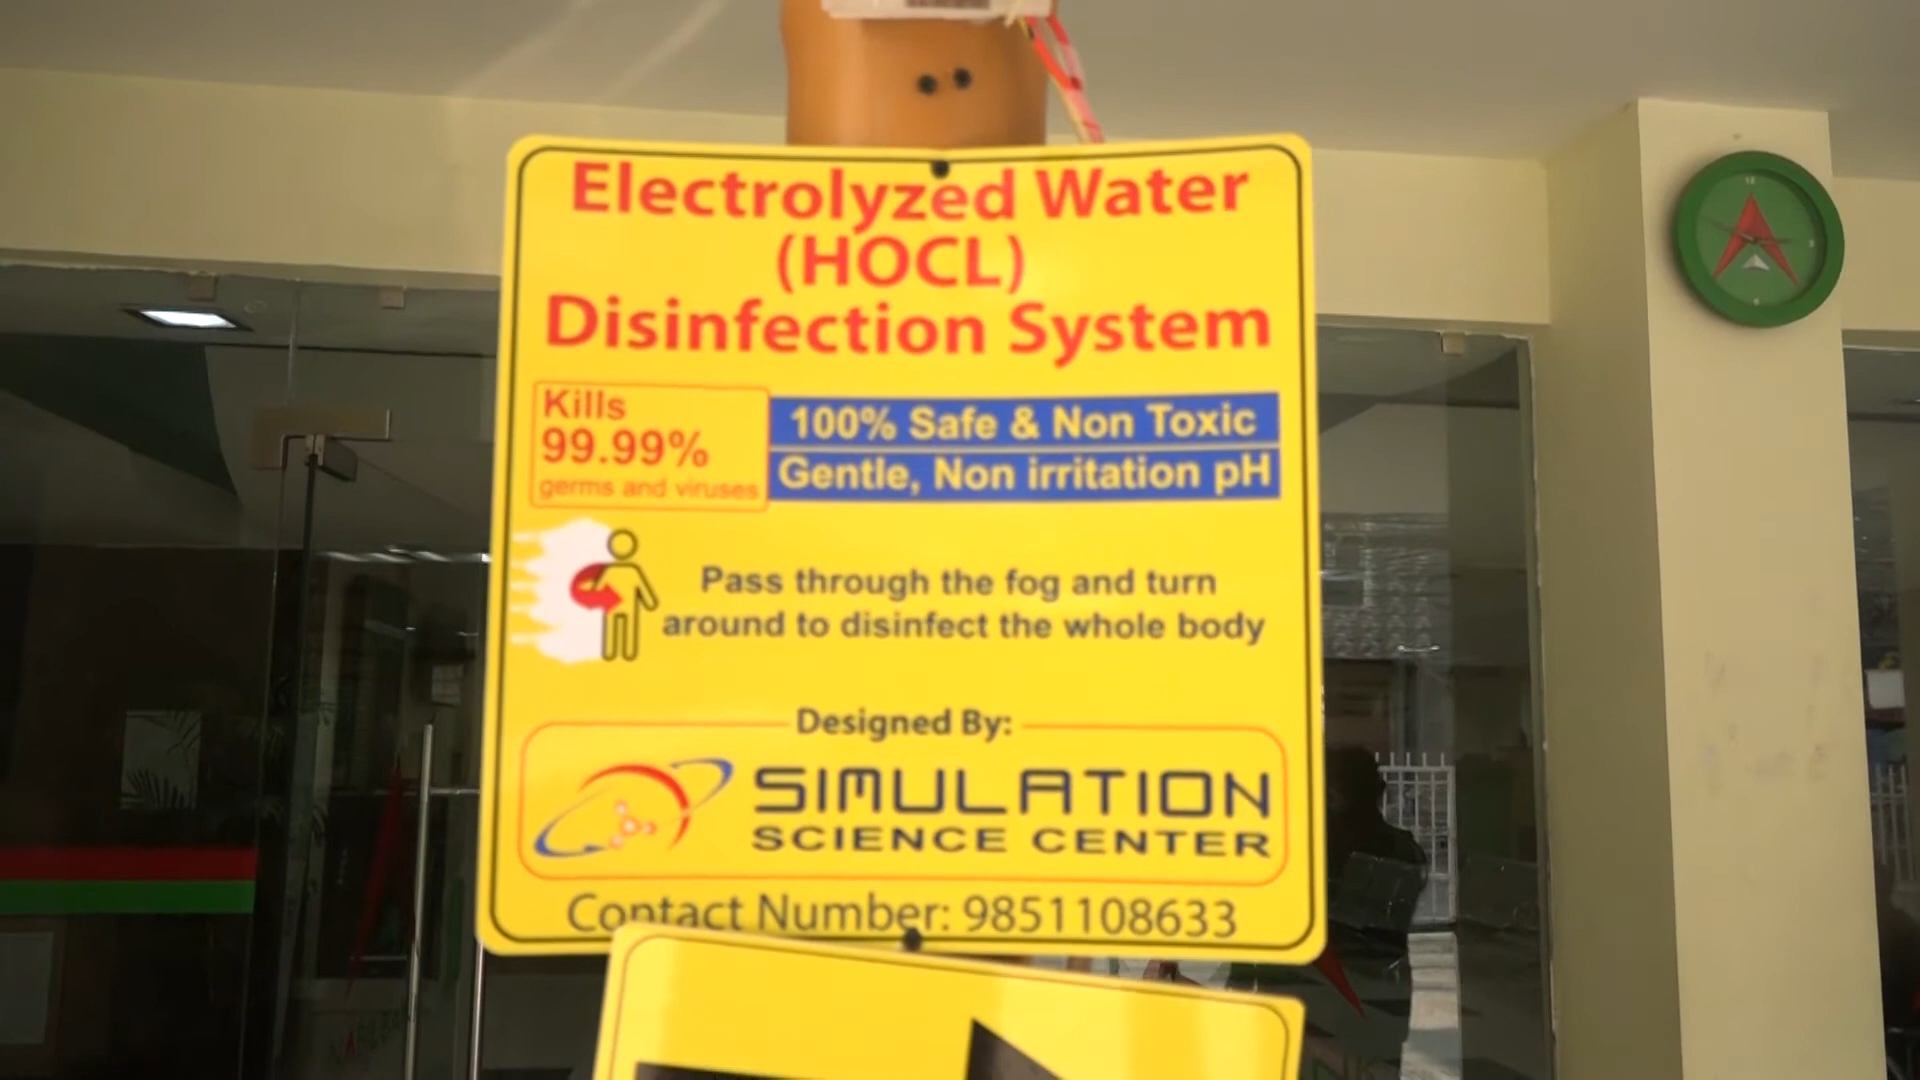 Electrolyzed Water
(HOCL)
Disinfection System
Kills
99.99%
germs and viruses
100% Safe & Non Toxic
Gentle, Non irritation pH
Pass through the fog and turn
around to disinfect the whole body
Designed By:
SIMULATION
SCIENCE CENTER
Contact Number: 9851108633